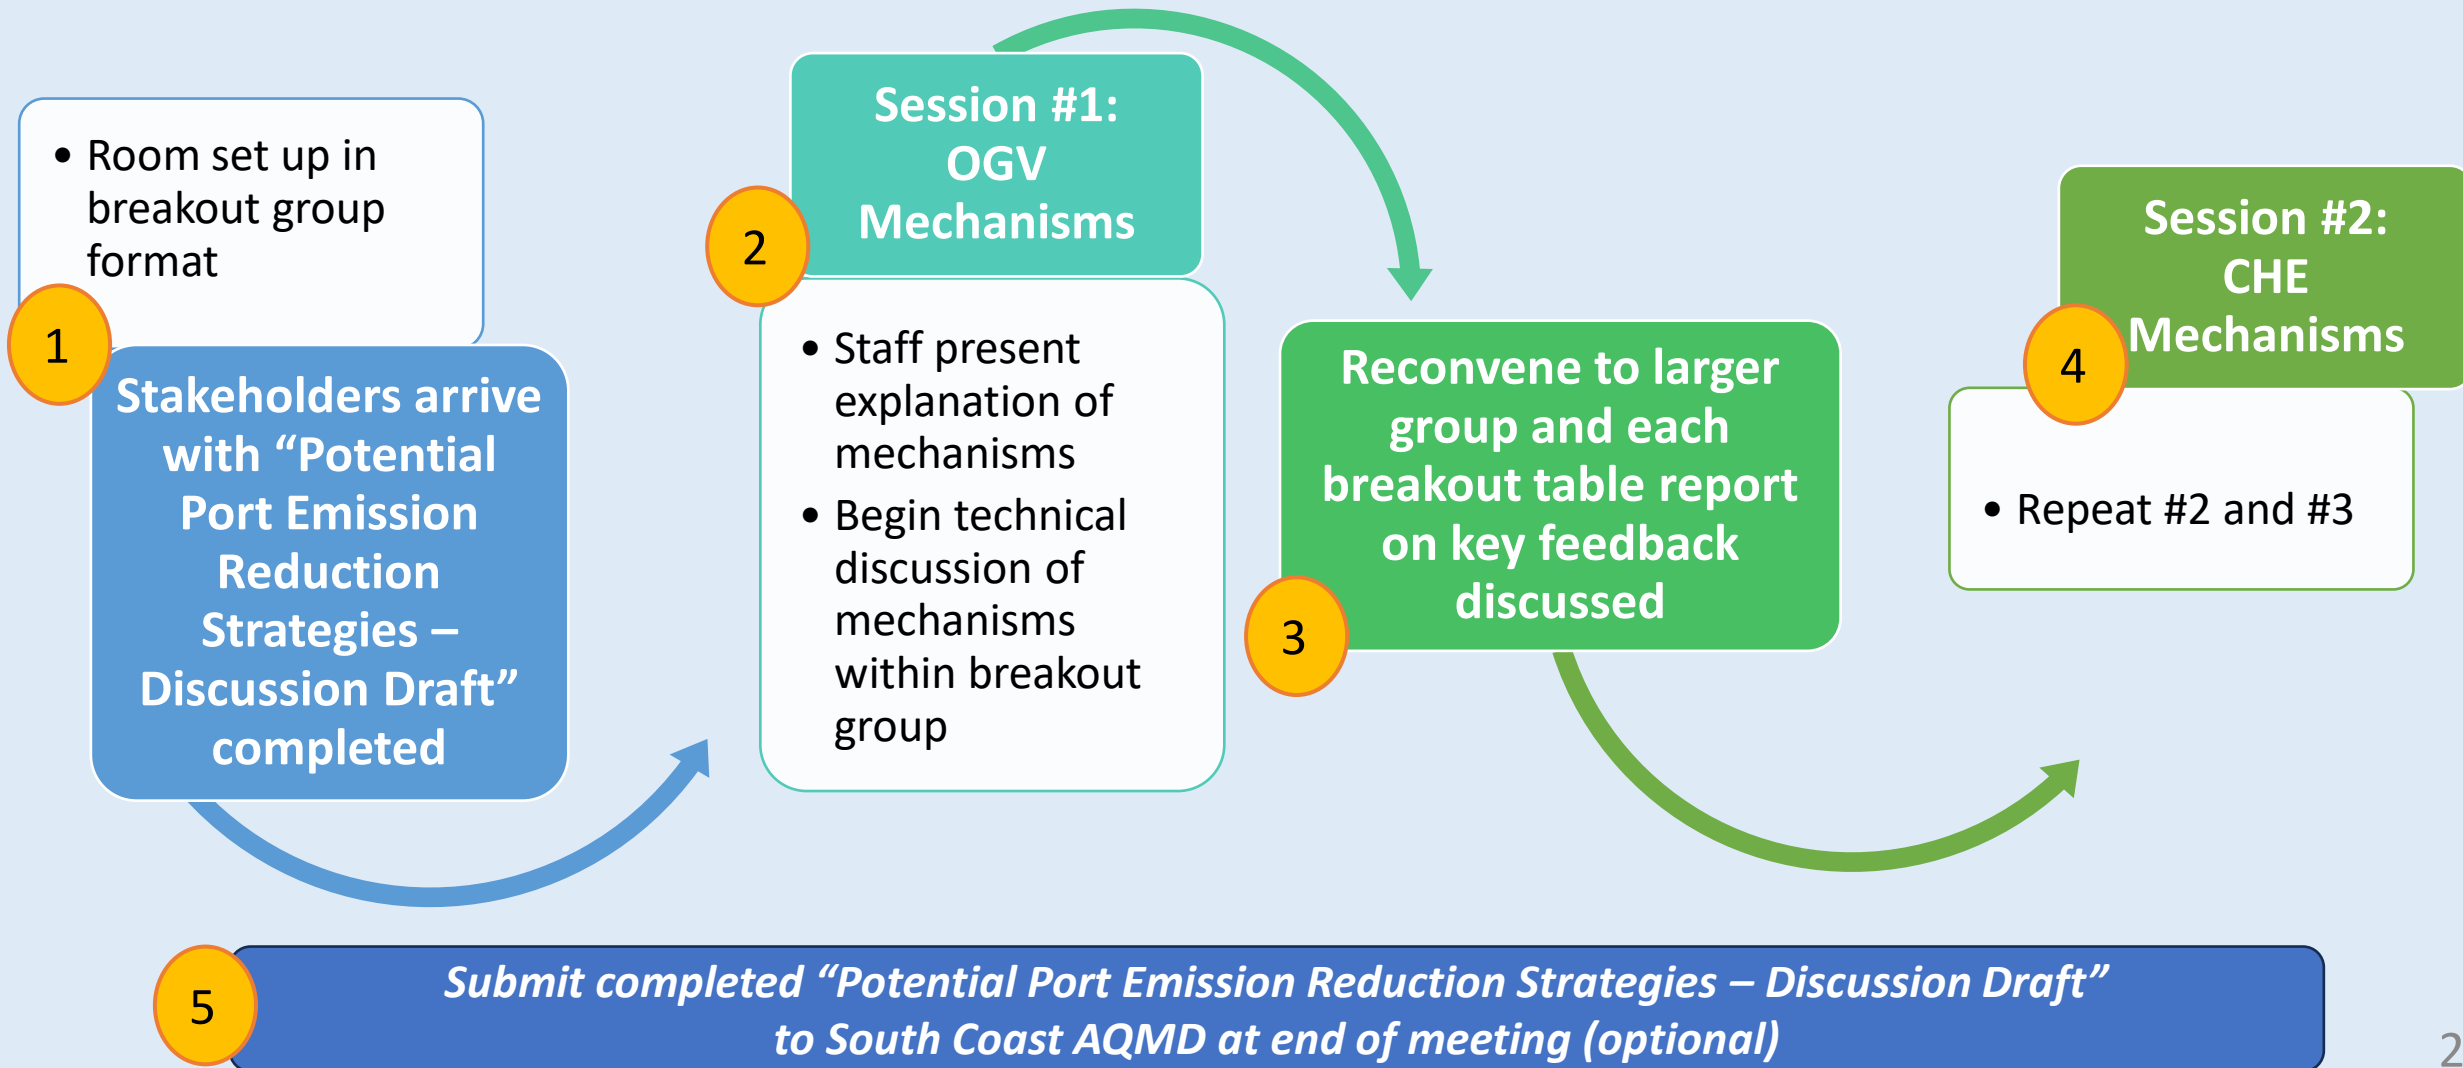 • Room set up in
breakout group
format
1
Stakeholders arrive
with “Potential
Port Emission
Reduction
Strategies –
Discussion Draft”
completed
2
Session #1:
OGV
Mechanisms
• Staff present
explanation of
mechanisms
• Begin technical
discussion of
mechanisms
within breakout
group
3
Reconvene to larger
group and each
breakout table report
on key feedback
discussed
4
Session #2:
CHE
Mechanisms
• Repeat #2 and #3
5
Submit completed “Potential Port Emission Reduction Strategies – Discussion Draft”
to South Coast AQMD at end of meeting (optional)
2